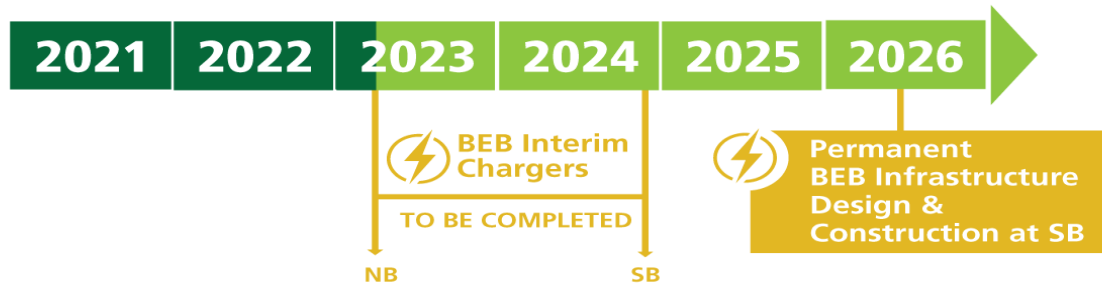 2021 2022 2023 2024 2025 2026
BEB Interim
Chargers
TO BE COMPLETED
NB
SB
Permanent
BEB Infrastructure
Design &
Construction at SB